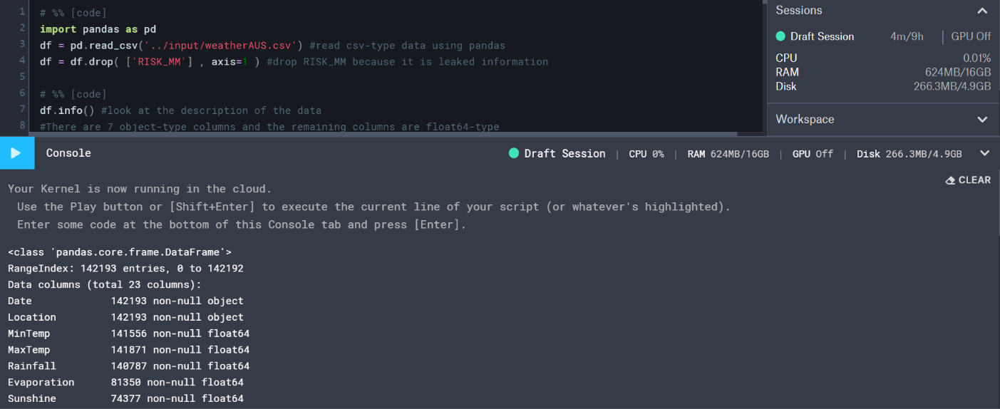 1 # %% [code]
2 import pandas as pd
3 df = pd.read_csv('../input/weatherAUS.csv') #read csv-type data using pandas
4 df = df.drop( ['RISK_MM'] , axis=1 ) #drop RISK_MM because it is leaked information
5
6 # %% [code]
7 df.info() #look at the description of the data
8 #There are 7 object-type columns and the remaining columns are float64-type
Sessions
Draft Session 4m/9h | GPU Off
CPU 0.01%
RAM 624MB/16GB
Disk 266.3MB/4.9GB
Workspace
Console Draft Session | CPU 0% | RAM 624MB/16GB | GPU Off | Disk 266.3MB/4.9GB
CLEAR
Your Kernel is now running in the cloud.
Use the Play button or [Shift+Enter] to execute the current line of your script (or whatever's highlighted).
Enter some code at the bottom of this Console tab and press [Enter].
<class 'pandas.core.frame.DataFrame'>
RangeIndex: 142193 entries, 0 to 142192
Data columns (total 23 columns):
Date 142193 non-null object
Location 142193 non-null object
MinTemp 141556 non-null float64
MaxTemp 141871 non-null float64
Rainfall 140787 non-null float64
Evaporation 81350 non-null float64
Sunshine 74377 non-null float64